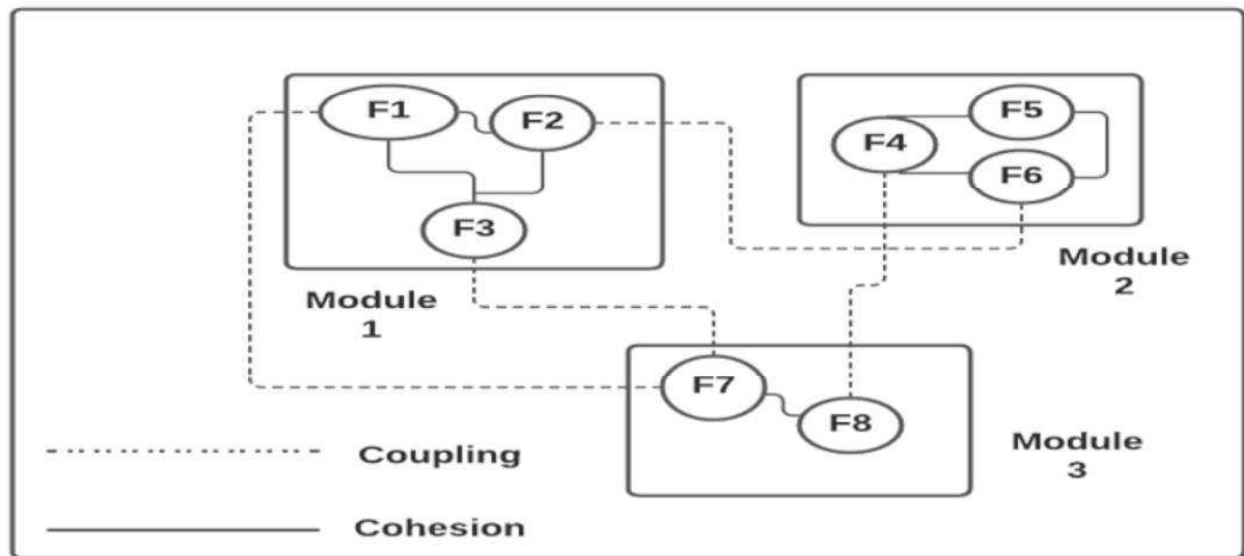 F1
F2
F3
Module
1
F4
F5
F6
Module
2
F7
F8
Module
3
Coupling
Cohesion